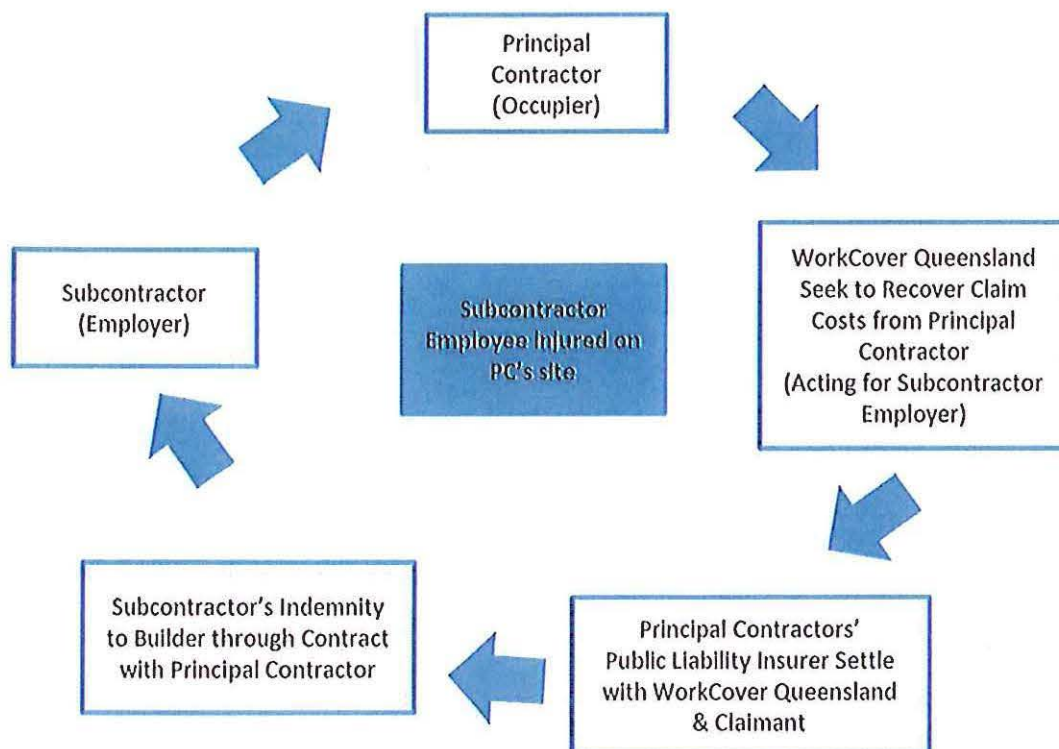 Principal
Contractor
(Occupier)
WorkCover Queensland
Seek to Recover Claim
Costs from Principal
Contractor
(Acting for Subcontractor
Employer)
Principal Contractors'
Public Liability Insurer Settle
with WorkCover Queensland
& Claimant
Subcontractor's Indemnity
to Builder through Contract
with Principal Contractor
Subcontractor
(Employer)
Subcontractor
Employee Injured on
PC's site